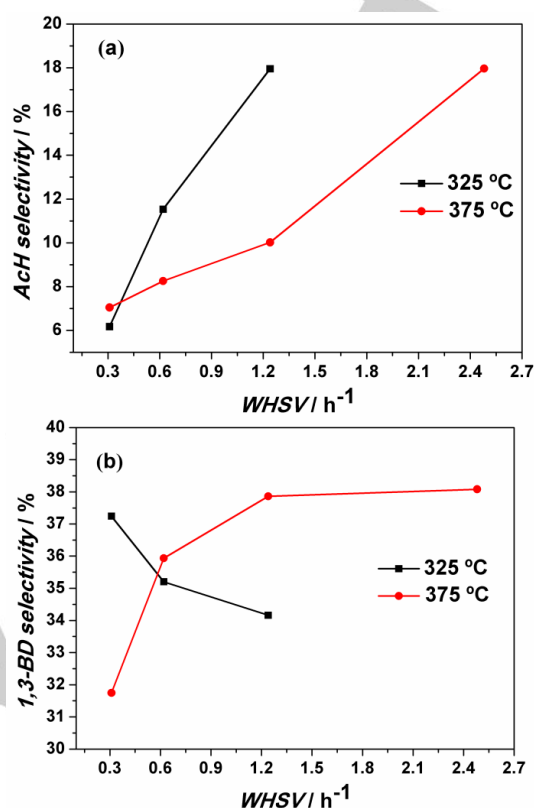 (a)
AcH selectivity / %
20
18
16
14
12
10
8
6
325 ºC
375 ºC
0.3 0.6 0.9 1.2 1.5 1.8 2.1 2.4 2.7
WHSV / h-1
(b)
1,3-BD selectivity / %
40
39
38
37
36
35
34
33
32
31
30
325 ºC
375 ºC
0.3 0.6 0.9 1.2 1.5 1.8 2.1 2.4 2.7
WHSV / h-1